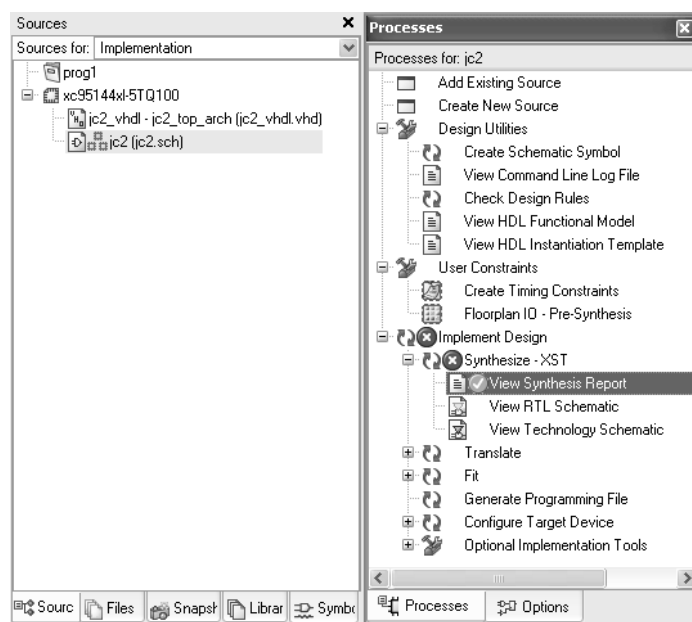 Sources
Sources for: Implementation
prog1
xc95144xl-5TQ100
jc2_vhdl - jc2_top_arch (jc2_vhdl.vhd)
jc2 (jc2.sch)
Sourc Files Snapsh Librar Symbo
Processes
Processes for: jc2
Add Existing Source
Create New Source
Design Utilities
Create Schematic Symbol
View Command Line Log File
Check Design Rules
View HDL Functional Model
View HDL Instantiation Template
User Constraints
Create Timing Constraints
Floorplan IO - Pre-Synthesis
Implement Design
Synthesize - XST
View Synthesis Report
View RTL Schematic
View Technology Schematic
Translate
Fit
Generate Programming File
Configure Target Device
Optional Implementation Tools
Processes Options